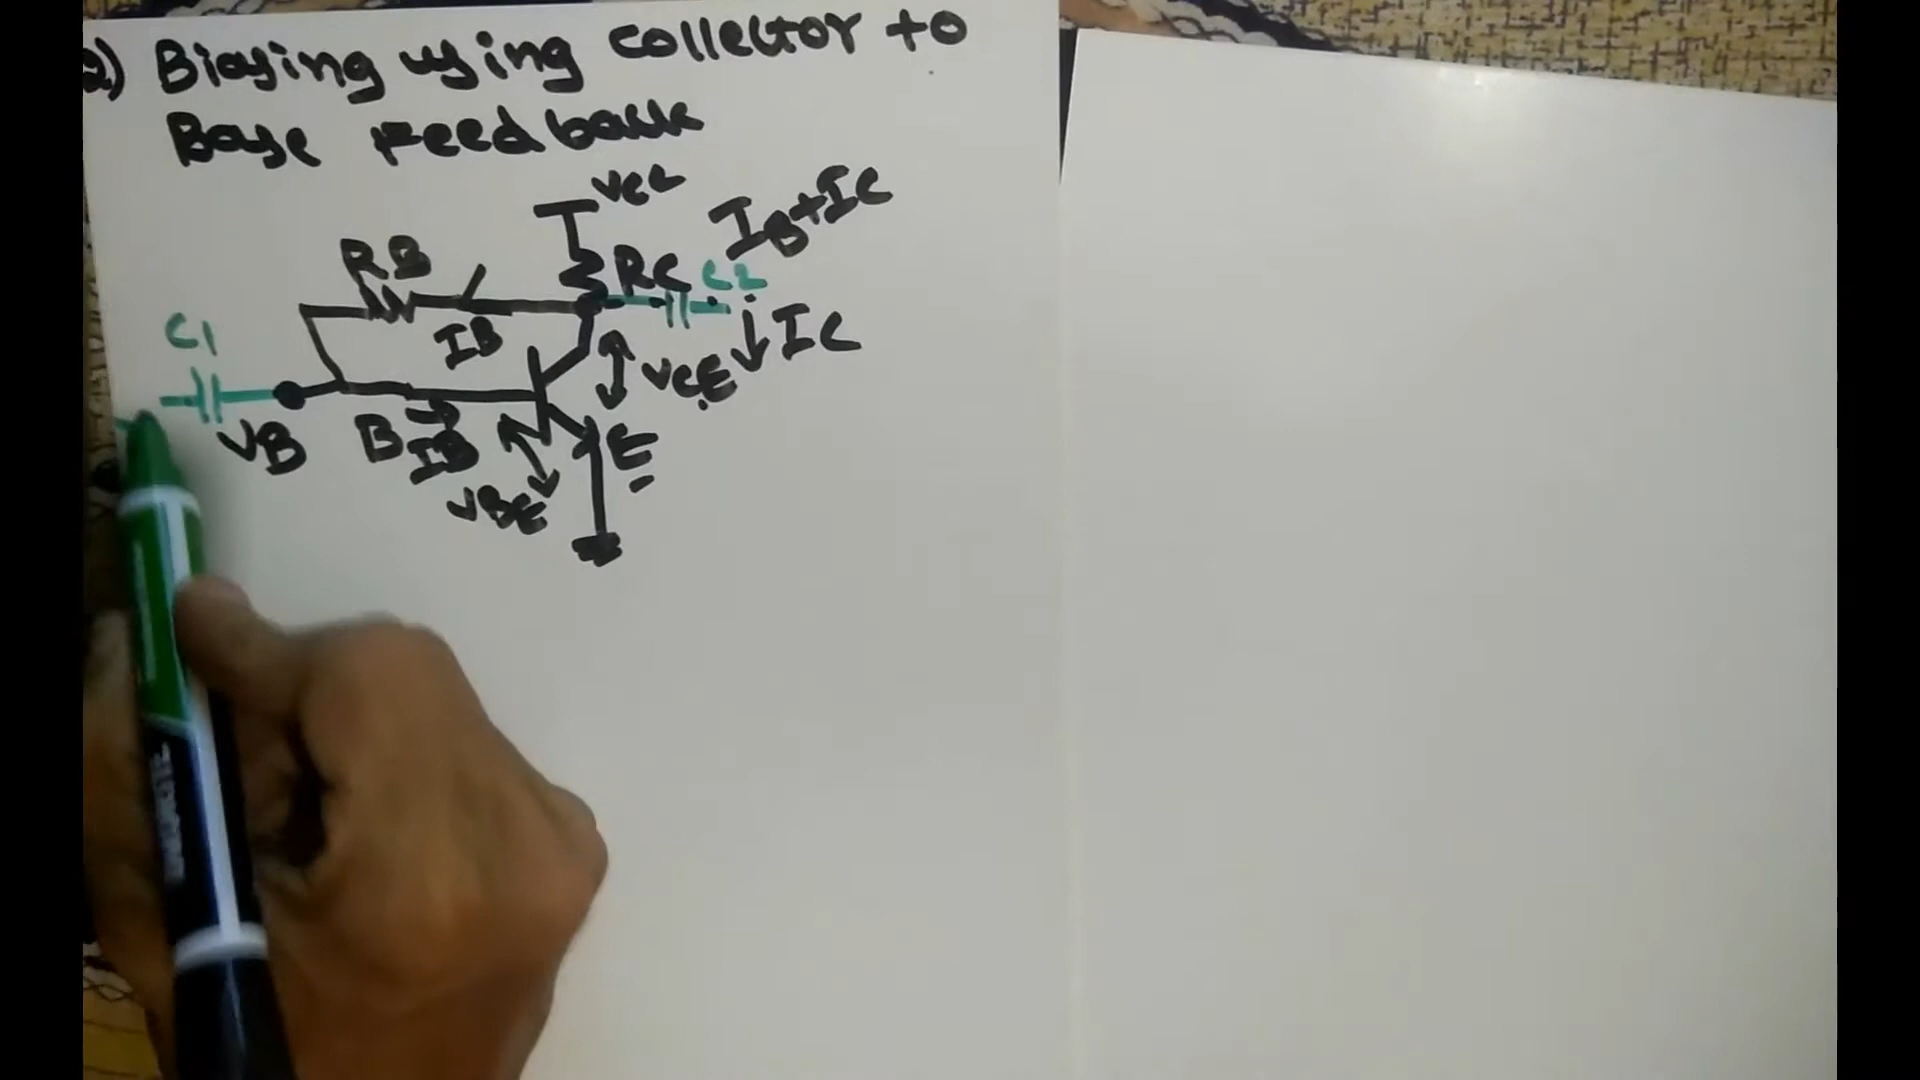 2) Biasing using collector to
Base Feedback
VCC
IB+IC
RB
RC
C2
C1
IB
IC
VCE
VB
B
IB
E
VBE